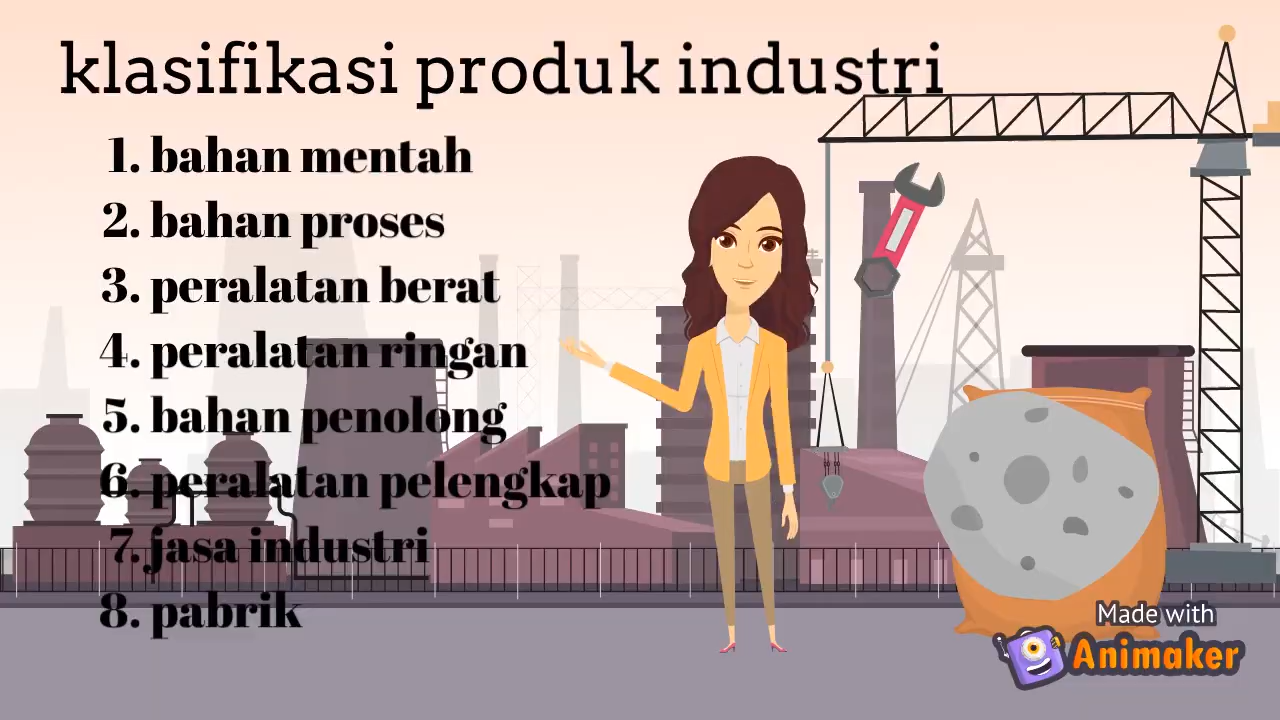 klasifikasi produk industri
1. bahan mentah
2. bahan proses
3. peralatan berat
4. peralatan ringan
5. bahan penolong
6. peralatan pelengkap
7. jasa industri
8. pabrik
Made with
Animaker